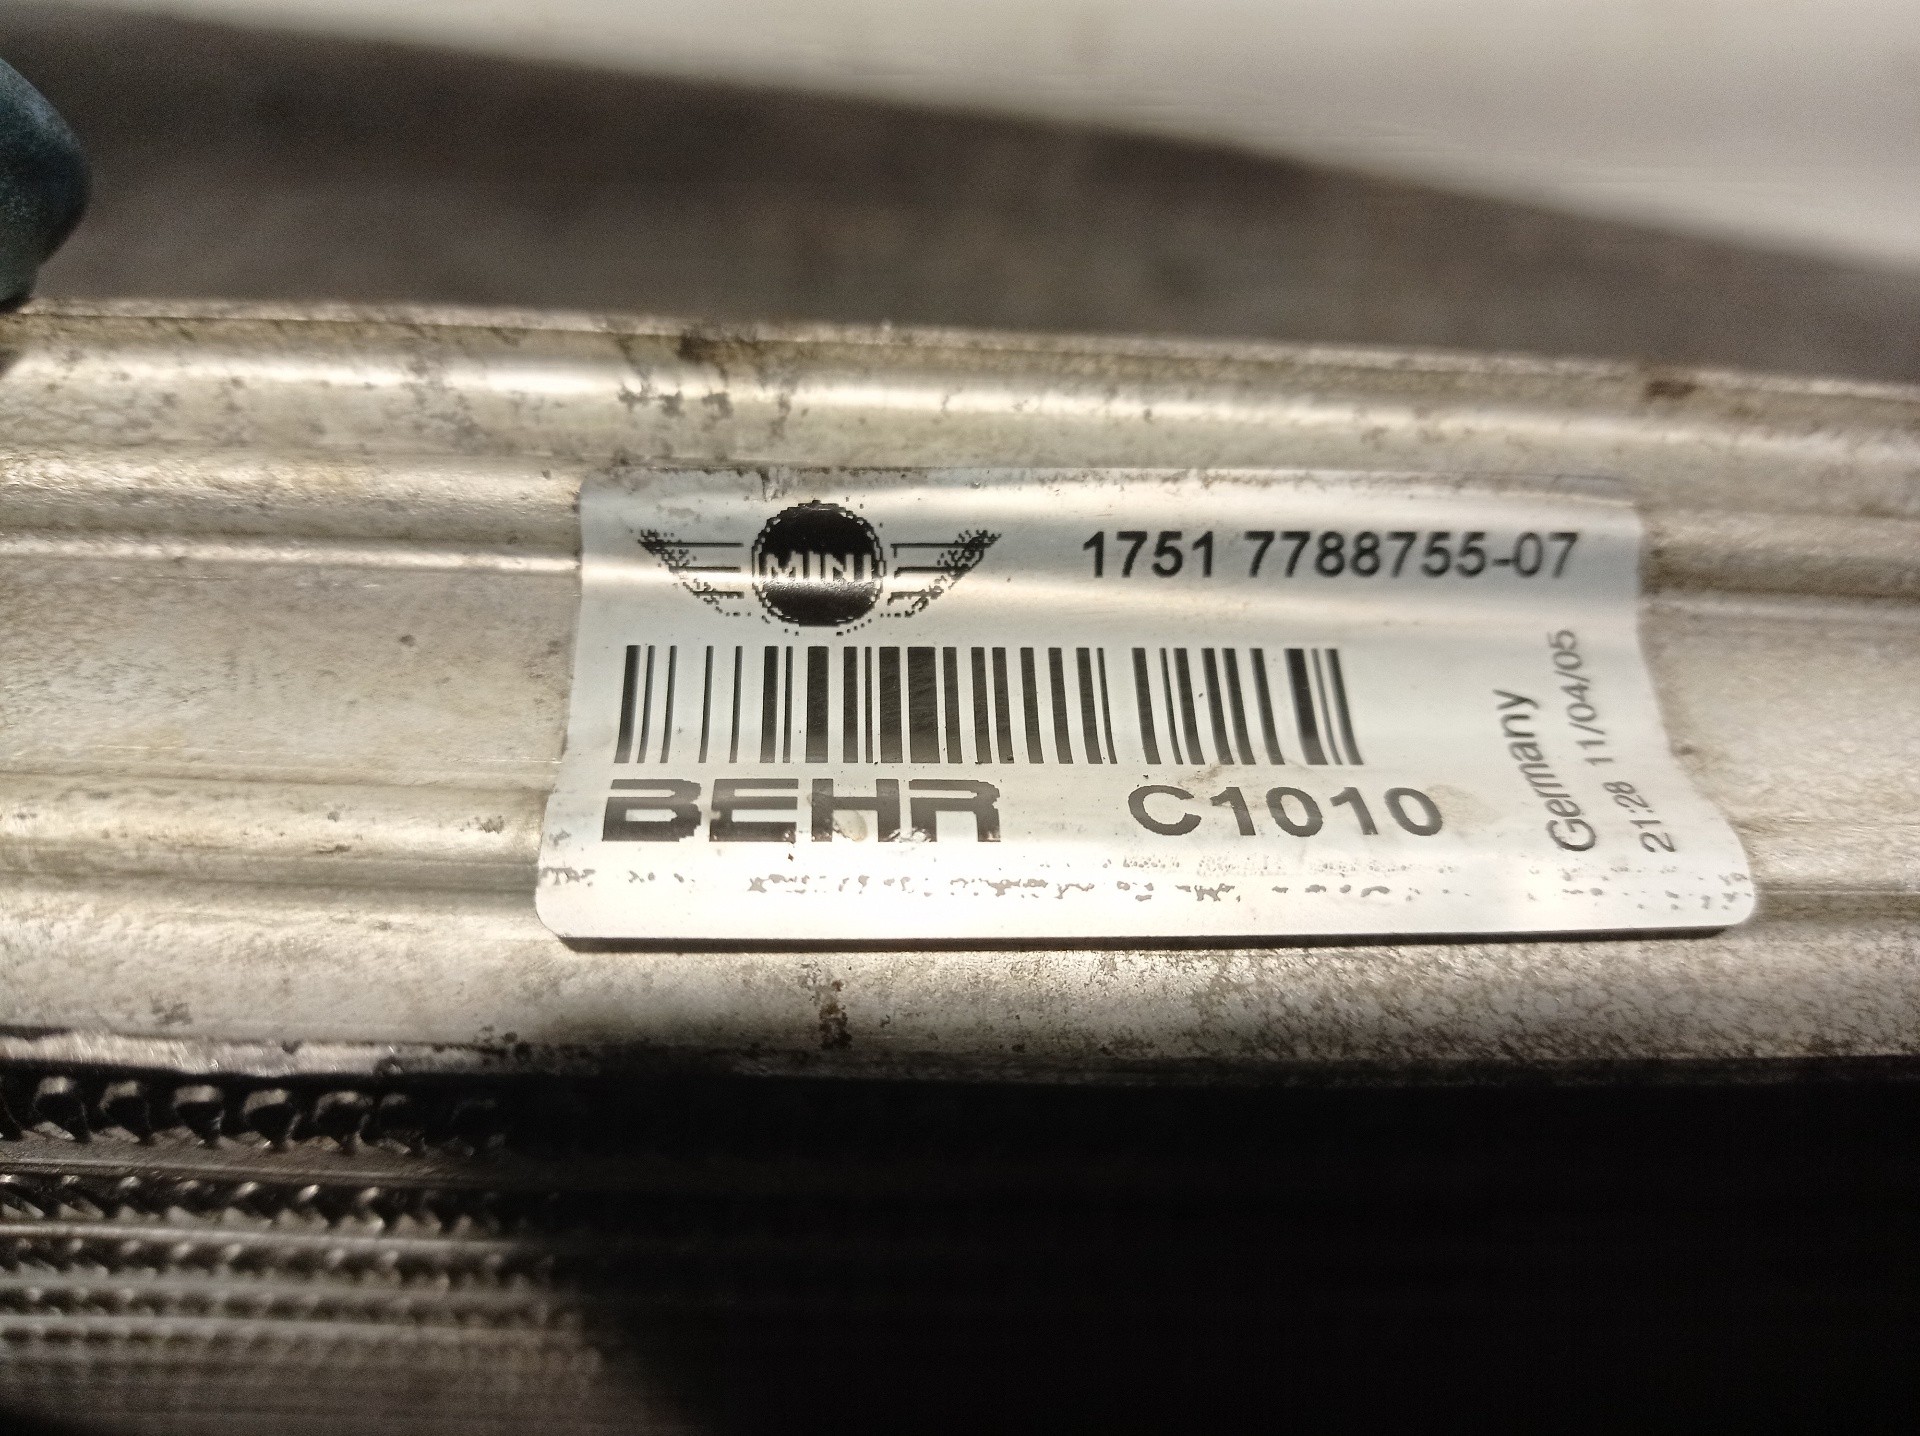 MINI
1751 7788755-07
BEHR C1010
Germany
21:28 11/04/05